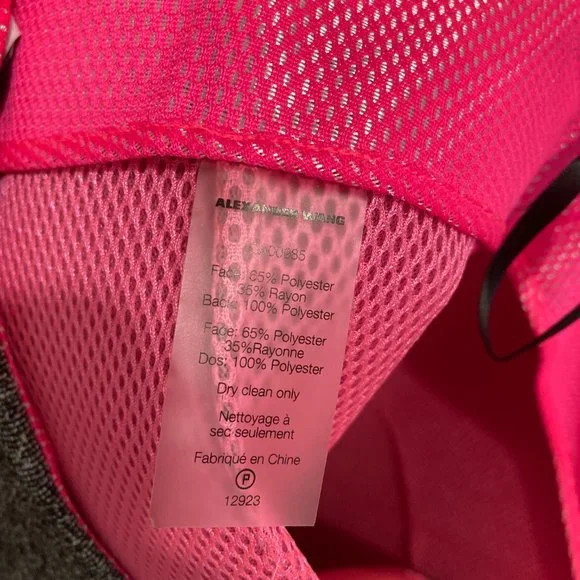 ALEXANDER WANG
Face: 65% Polyester
35% Rayon
Back: 100% Polyester
Face: 65% Polyester
35%Rayonne
Dos: 100% Polyester
Dry clean only
Nettoyage à
sec seulement
Fabriqué en Chine
P
12923